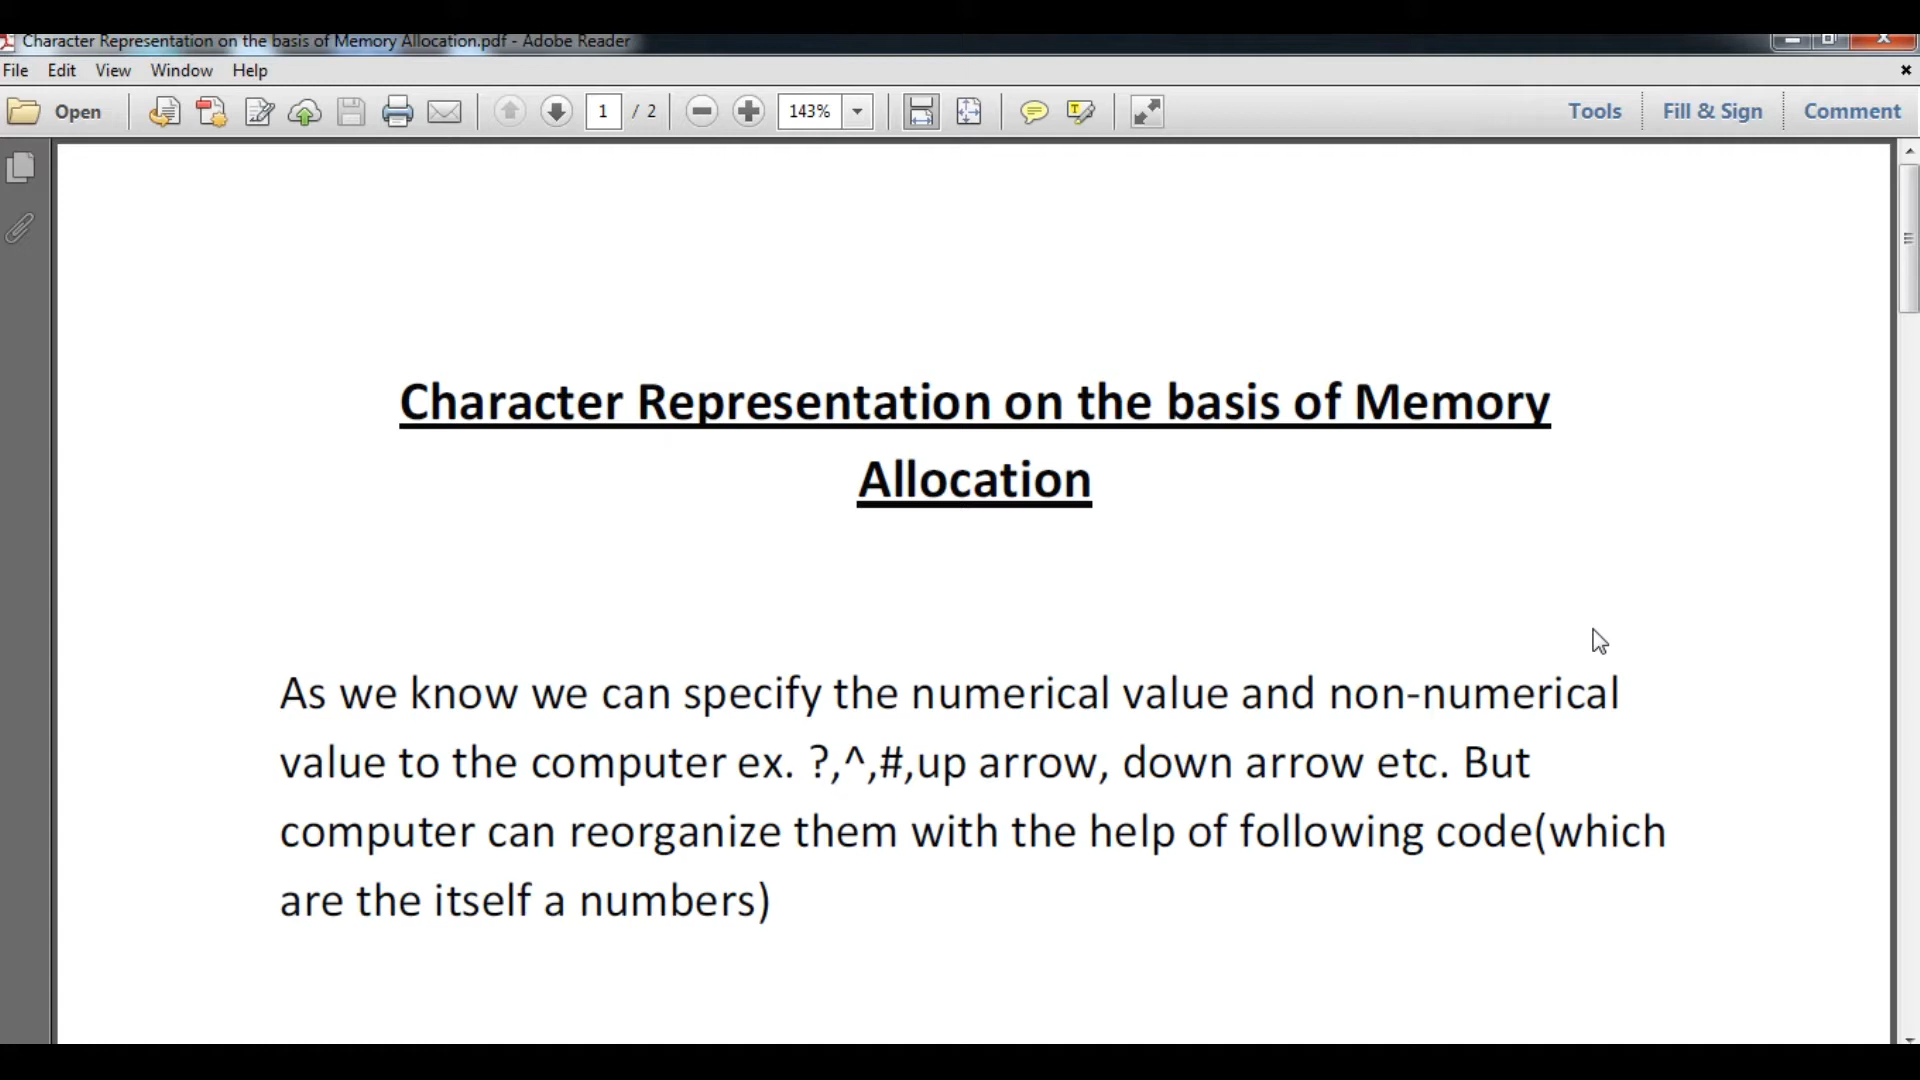 Character Representation on the basis of Memory Allocation.pdf - Adobe Reader
File Edit View Window Help
Open 1 / 2 143% Tools Fill & Sign Comment
Character Representation on the basis of Memory
Allocation
As we know we can specify the numerical value and non-numerical
value to the computer ex. ?,^,#,up arrow, down arrow etc. But
computer can reorganize them with the help of following code(which
are the itself a numbers)